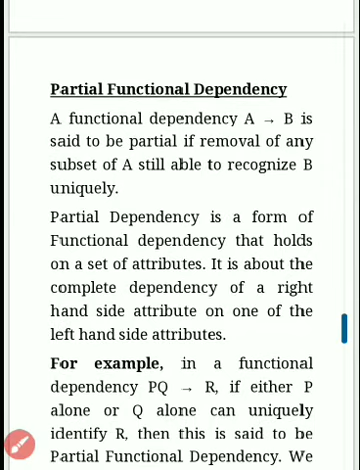 Partial Functional Dependency
A functional dependency A → B is
said to be partial if removal of any
subset of A still able to recognize B
uniquely.
Partial Dependency is a form of
Functional dependency that holds
on a set of attributes. It is about the
complete dependency of a right
hand side attribute on one of the
left hand side attributes.
For example, in a functional
dependency PQ → R, if either P
alone or Q alone can uniquely
identify R, then this is said to be
Partial Functional Dependency. We